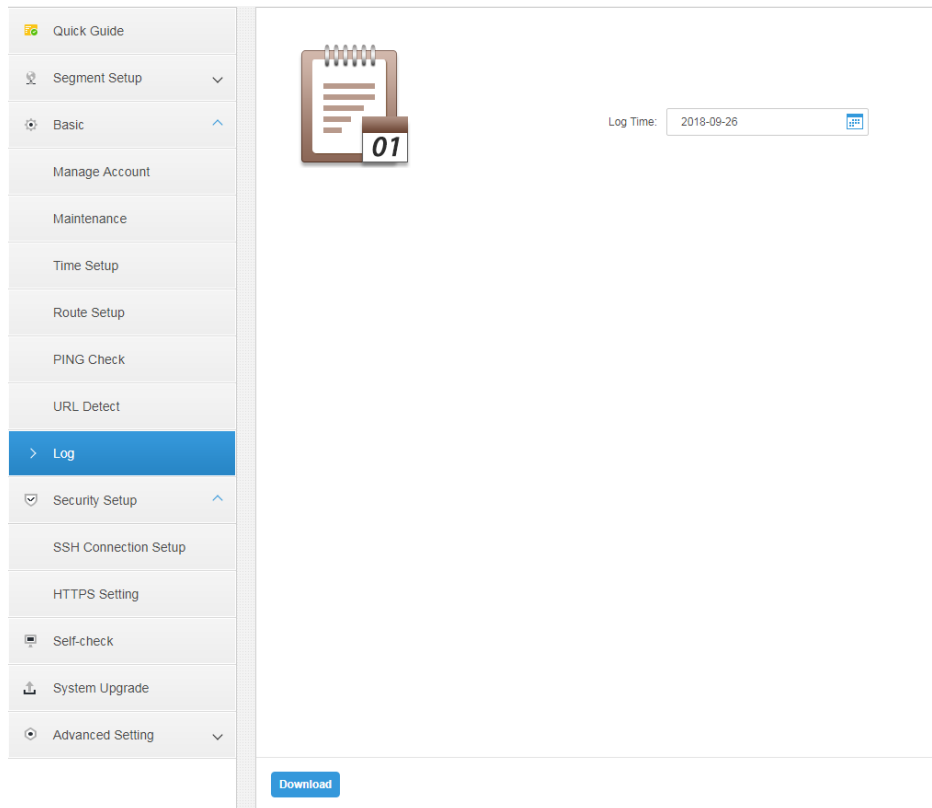 Quick Guide
Segment Setup
Basic
Manage Account
Maintenance
Time Setup
Route Setup
PING Check
URL Detect
Log
Security Setup
SSH Connection Setup
HTTPS Setting
Self-check
System Upgrade
Advanced Setting
01
Log Time: 2018-09-26
Download